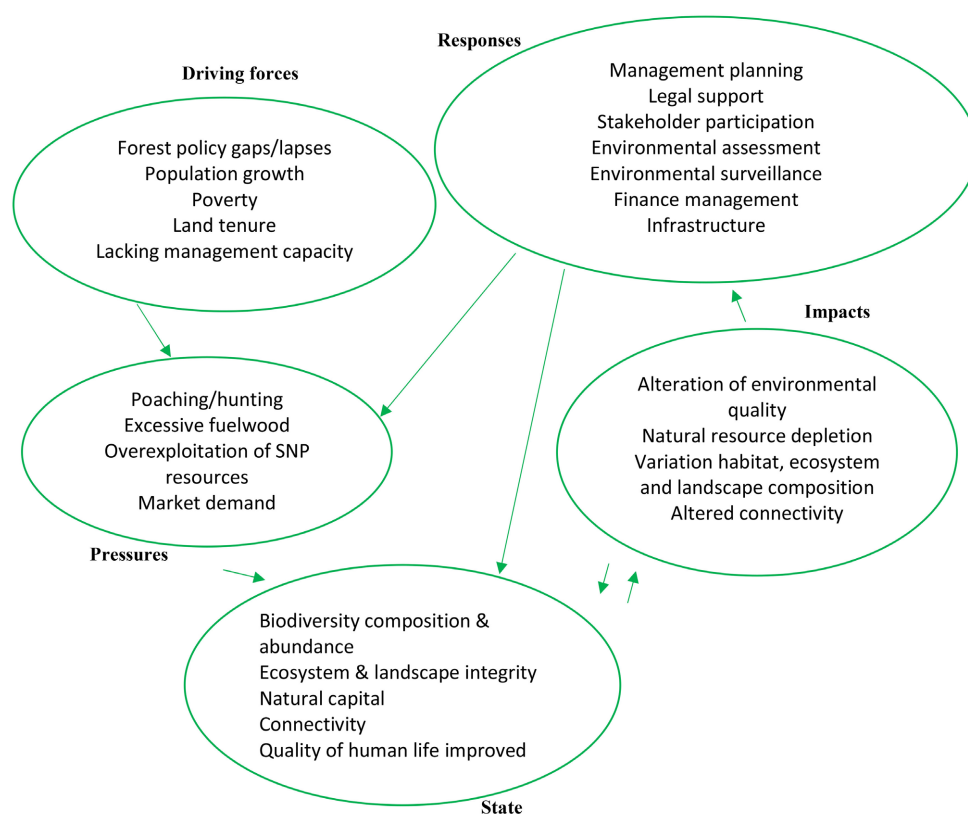 Responses
Management planning
Legal support
Stakeholder participation
Environmental assessment
Environmental surveillance
Finance management
Infrastructure
Driving forces
Forest policy gaps/lapses
Population growth
Poverty
Land tenure
Lacking management capacity
Impacts
Alteration of environmental
quality
Natural resource depletion
Variation habitat, ecosystem
and landscape composition
Altered connectivity
Poaching/hunting
Excessive fuelwood
Overexploitation of SNP
resources
Market demand
Pressures
Biodiversity composition &
abundance
Ecosystem & landscape integrity
Natural capital
Connectivity
Quality of human life improved
State